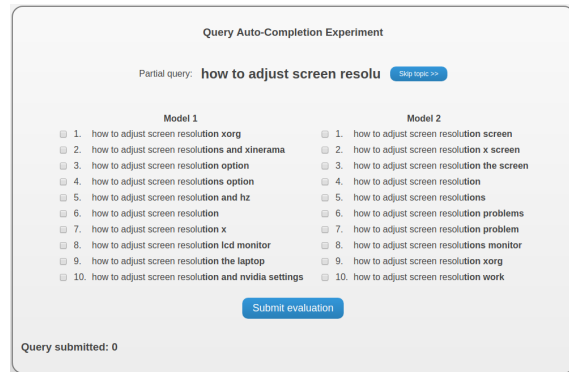 Query Auto-Completion Experiment
Partial query: how to adjust screen resolu Skip topic >>
Model 1
1. how to adjust screen resolution xorg
2. how to adjust screen resolutions and xinerama
3. how to adjust screen resolution option
4. how to adjust screen resolutions option
5. how to adjust screen resolution and hz
6. how to adjust screen resolution
7. how to adjust screen resolution x
8. how to adjust screen resolution lcd monitor
9. how to adjust screen resolution the laptop
10. how to adjust screen resolution and nvidia settings
Model 2
1. how to adjust screen resolution screen
2. how to adjust screen resolution x screen
3. how to adjust screen resolution the screen
4. how to adjust screen resolution
5. how to adjust screen resolutions
6. how to adjust screen resolution problems
7. how to adjust screen resolution problem
8. how to adjust screen resolutions monitor
9. how to adjust screen resolution xorg
10. how to adjust screen resolution work
Submit evaluation
Query submitted: 0